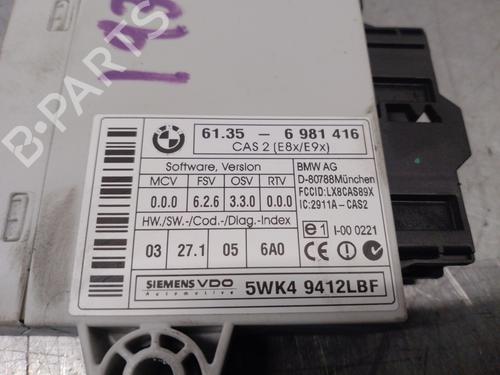 B-PARTS
BMW
61.35 - 6 981 416
CAS 2 (E8x/E9x)
Software, Version
MCV FSV OSV RTV
0.0.0 6.2.6 3.3.0 0.0.0
HW./SW.-/Cod.-/Diag.-Index
03 27.1 05 6A0
BMW AG
D-80788München
FCCID:LX8CAS89X
IC:2911A-CAS2
e1 I-00 0221
SIEMENS VDO
Automotive
5WK4 9412LBF